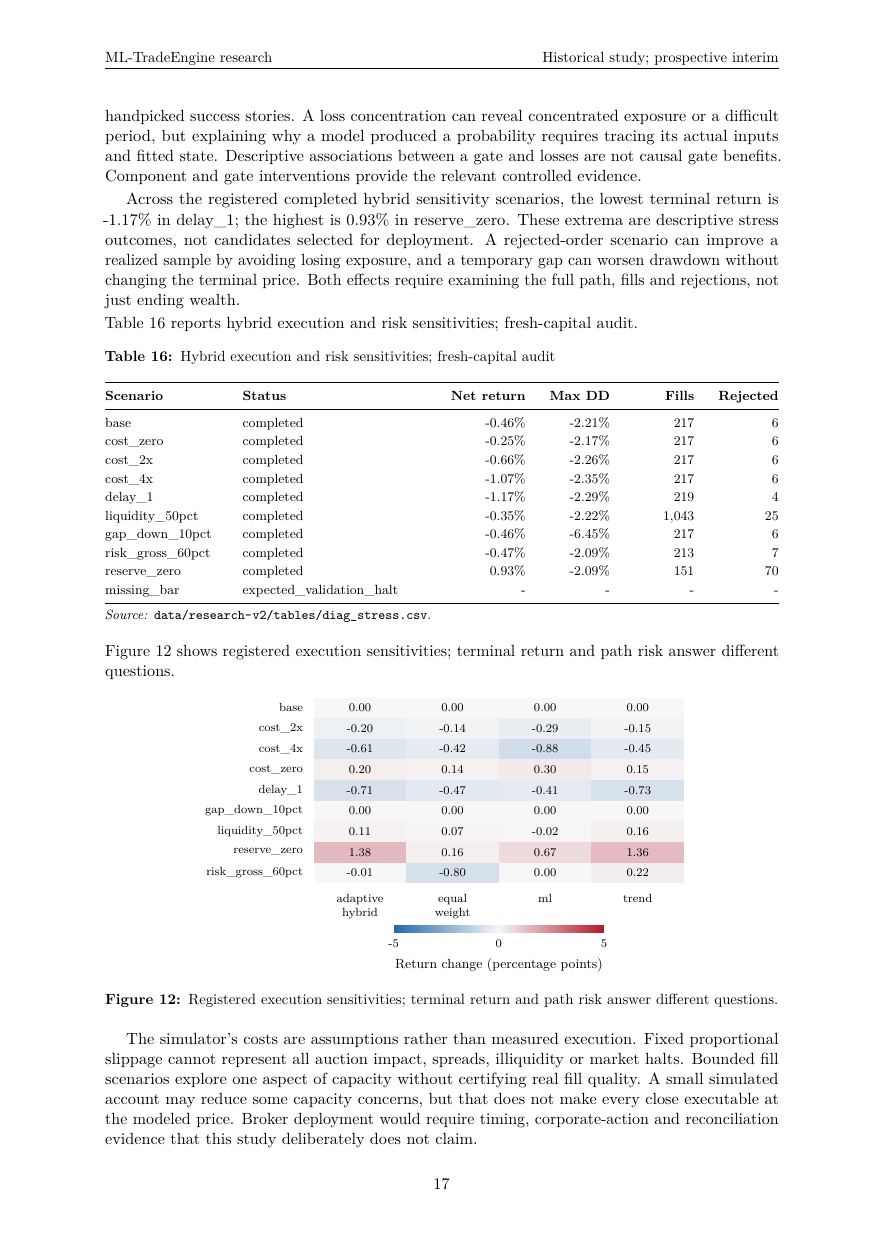 ML-TradeEngine research Historical study; prospective interim
handpicked success stories. A loss concentration can reveal concentrated exposure or a difficult
period, but explaining why a model produced a probability requires tracing its actual inputs
and fitted state. Descriptive associations between a gate and losses are not causal gate benefits.
Component and gate interventions provide the relevant controlled evidence.
Across the registered completed hybrid sensitivity scenarios, the lowest terminal return is
-1.17% in delay_1; the highest is 0.93% in reserve_zero. These extrema are descriptive stress
outcomes, not candidates selected for deployment. A rejected-order scenario can improve a
realized sample by avoiding losing exposure, and a temporary gap can worsen drawdown without
changing the terminal price. Both effects require examining the full path, fills and rejections, not
just ending wealth.
Table 16 reports hybrid execution and risk sensitivities; fresh-capital audit.
Table 16: Hybrid execution and risk sensitivities; fresh-capital audit
Scenario Status Net return Max DD Fills Rejected
base completed -0.46% -2.21% 217 6
cost_zero completed -0.25% -2.17% 217 6
cost_2x completed -0.66% -2.26% 217 6
cost_4x completed -1.07% -2.35% 217 6
delay_1 completed -1.17% -2.29% 219 4
liquidity_50pct completed -0.35% -2.22% 1,043 25
gap_down_10pct completed -0.46% -6.45% 217 6
risk_gross_60pct completed -0.47% -2.09% 213 7
reserve_zero completed 0.93% -2.09% 151 70
missing_bar expected_validation_halt - - - -
Source: data/research-v2/tables/diag_stress.csv.
Figure 12 shows registered execution sensitivities; terminal return and path risk answer different
questions.
base 0.00 0.00 0.00 0.00
cost_2x -0.20 -0.14 -0.29 -0.15
cost_4x -0.61 -0.42 -0.88 -0.45
cost_zero 0.20 0.14 0.30 0.15
delay_1 -0.71 -0.47 -0.41 -0.73
gap_down_10pct 0.00 0.00 0.00 0.00
liquidity_50pct 0.11 0.07 -0.02 0.16
reserve_zero 1.38 0.16 0.67 1.36
risk_gross_60pct -0.01 -0.80 0.00 0.22
adaptive equal ml trend
hybrid weight
-5 0 5
Return change (percentage points)
Figure 12: Registered execution sensitivities; terminal return and path risk answer different questions.
The simulator's costs are assumptions rather than measured execution. Fixed proportional
slippage cannot represent all auction impact, spreads, illiquidity or market halts. Bounded fill
scenarios explore one aspect of capacity without certifying real fill quality. A small simulated
account may reduce some capacity concerns, but that does not make every close executable at
the modeled price. Broker deployment would require timing, corporate-action and reconciliation
evidence that this study deliberately does not claim.
17